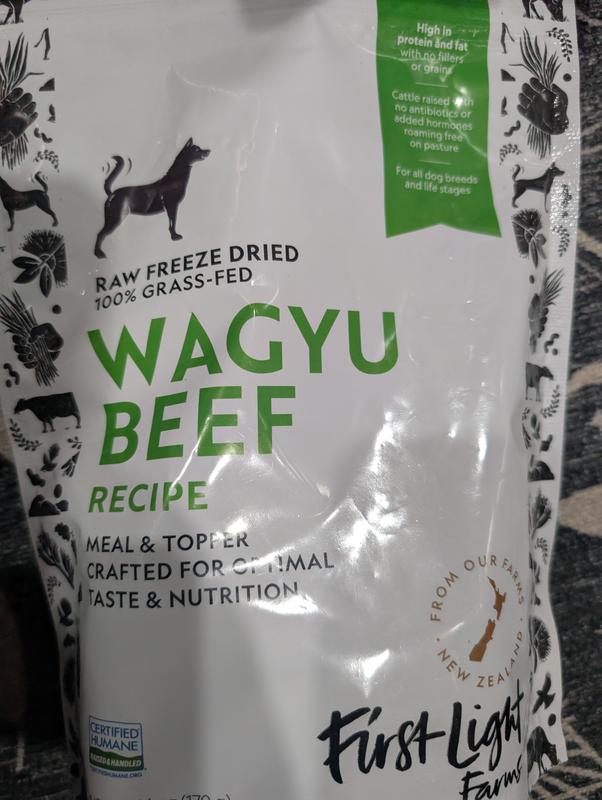 High in
protein and fat
with no fillers
or grains
Cattle raised with
no antibiotics or
added hormones
roaming free
on pasture
For all dog breeds
and life stages
RAW FREEZE DRIED
100% GRASS-FED
WAGYU
BEEF
RECIPE
MEAL & TOPPER
CRAFTED FOR OPTIMAL
TASTE & NUTRITION
FROM OUR FARMS
· NEW ZEALAND ·
CERTIFIED
HUMANE
RAISED & HANDLED
First Light
Farms
(170 g)